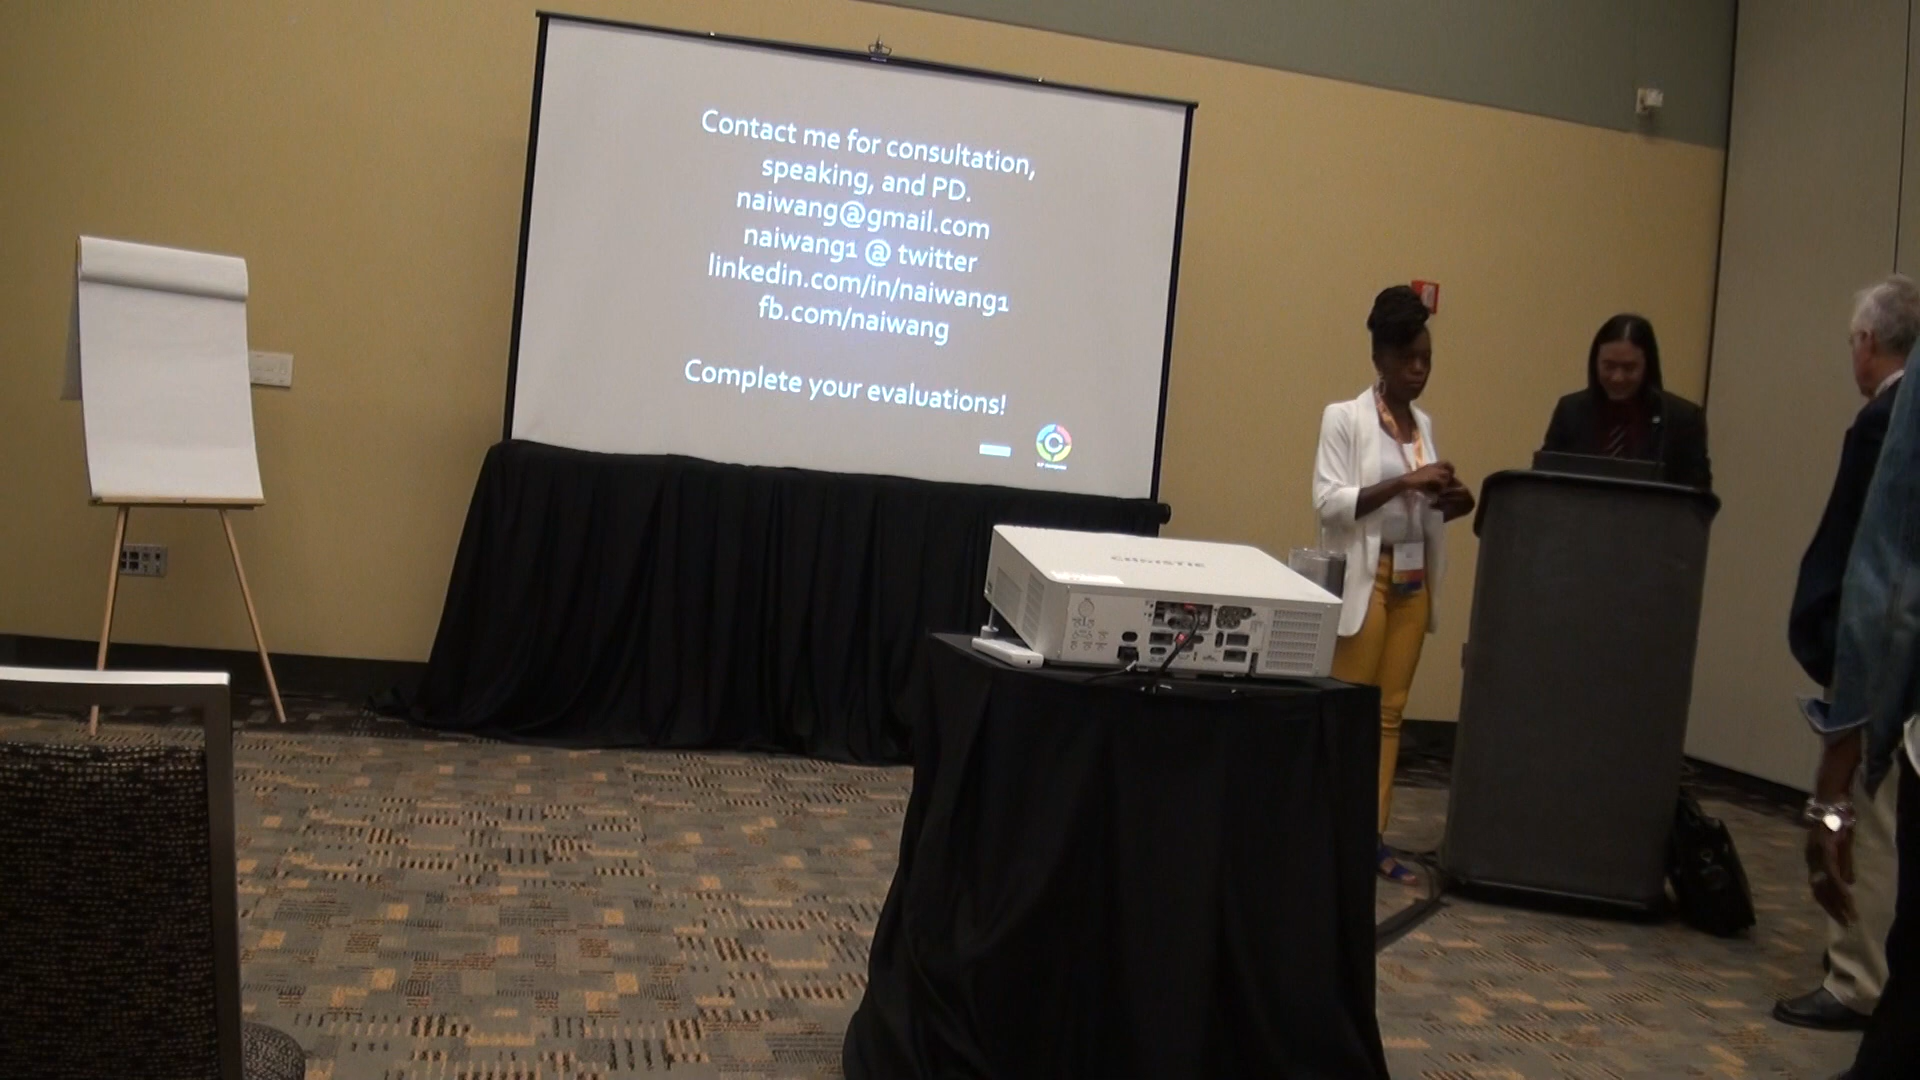 Contact me for consultation,
speaking, and PD.
naiwang@gmail.com
naiwang1 @ twitter
linkedin.com/in/naiwang1
fb.com/naiwang
Complete your evaluations!
CHRISTIE